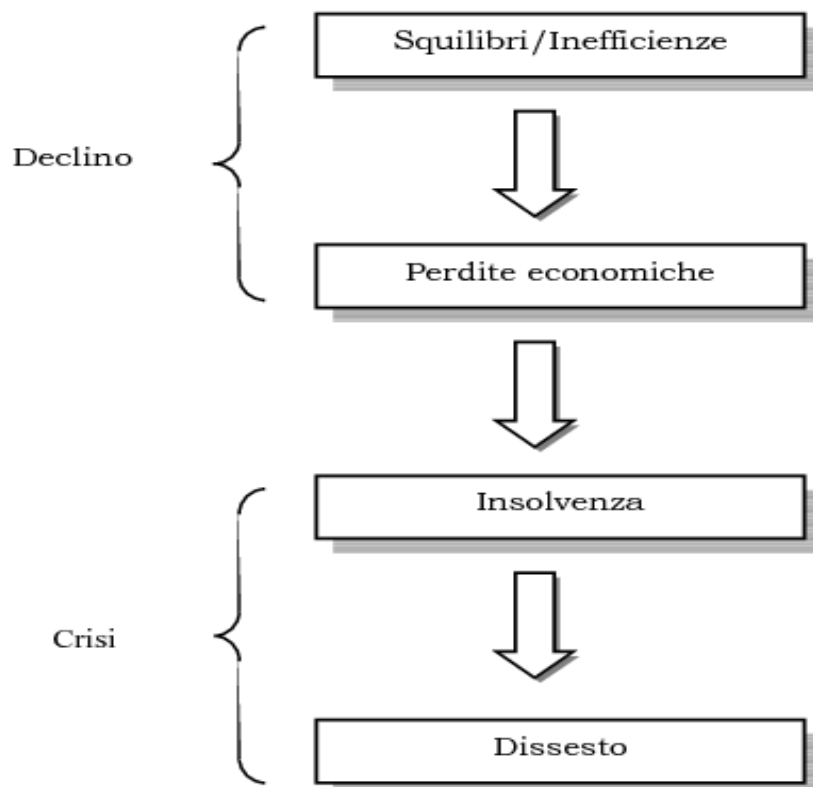 Squilibri/Inefficienze
Declino
Perdite economiche
Insolvenza
Crisi
Dissesto